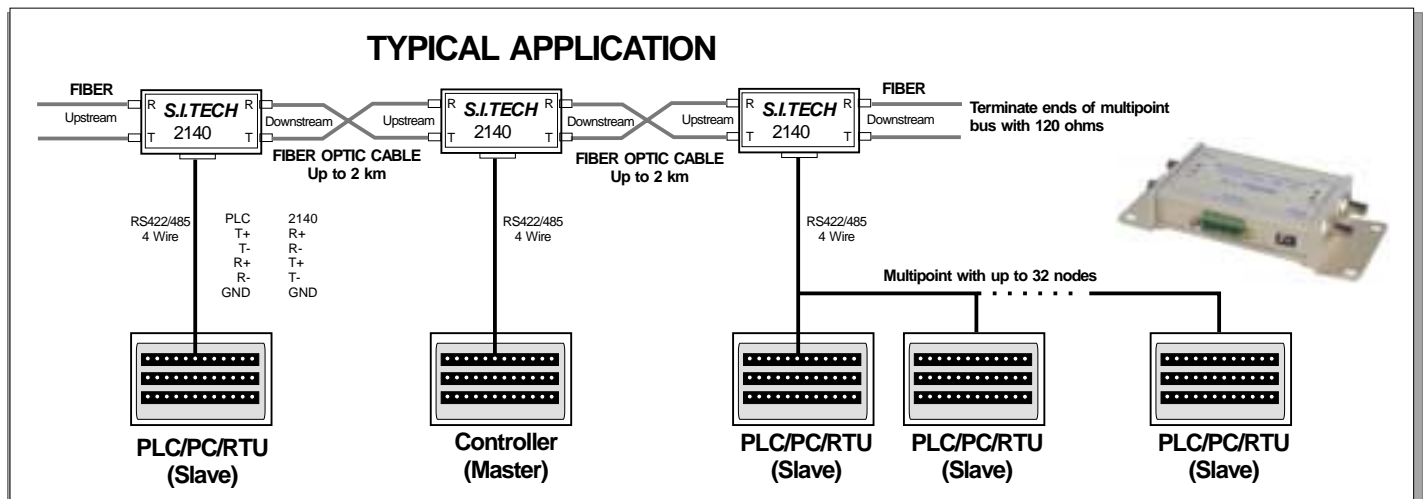 TYPICAL APPLICATION
FIBER
Upstream
R R
S.I.TECH
2140
T T
Downstream
FIBER OPTIC CABLE
Up to 2 km
Upstream
R R
S.I.TECH
2140
T T
Downstream
FIBER OPTIC CABLE
Up to 2 km
Upstream
R R
S.I.TECH
2140
T T
FIBER
Downstream
Terminate ends of multipoint
bus with 120 ohms
RS422/485
4 Wire
PLC 2140
T+ R+
T- R-
R+ T+
R- T-
GND GND
RS422/485
4 Wire
RS422/485
4 Wire
Multipoint with up to 32 nodes
PLC/PC/RTU
(Slave)
Controller
(Master)
PLC/PC/RTU
(Slave)
PLC/PC/RTU
(Slave)
PLC/PC/RTU
(Slave)